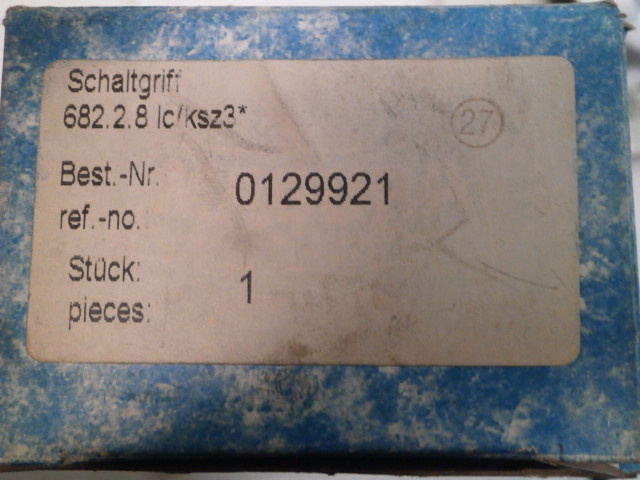 Schaltgriff
682.2.8 lc/ksz3*
27
Best.-Nr. 0129921
ref.-no.:
Stück: 1
pieces: